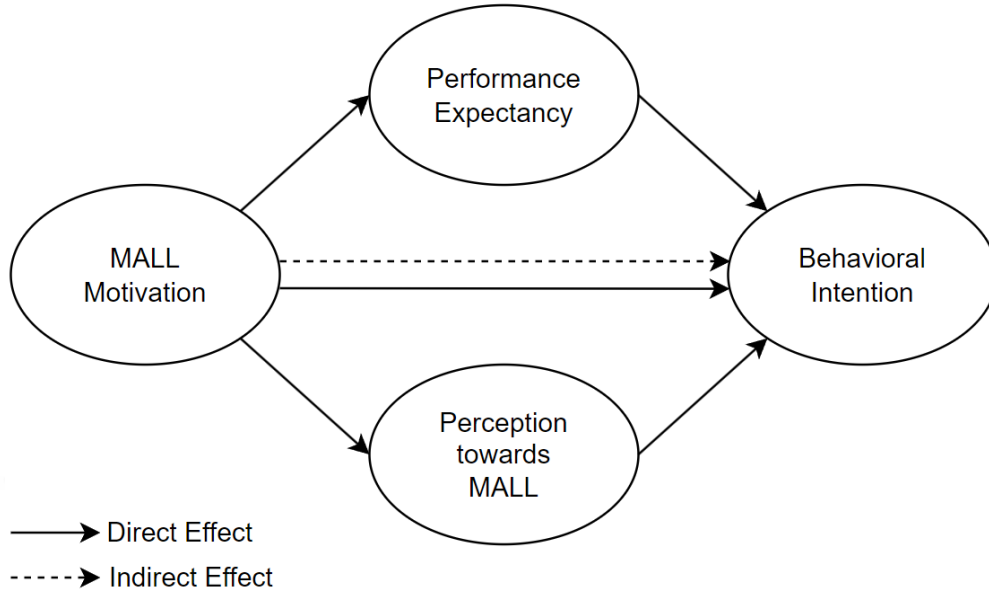 Performance
Expectancy
MALL
Motivation
Behavioral
Intention
Perception
towards
MALL
Direct Effect
Indirect Effect